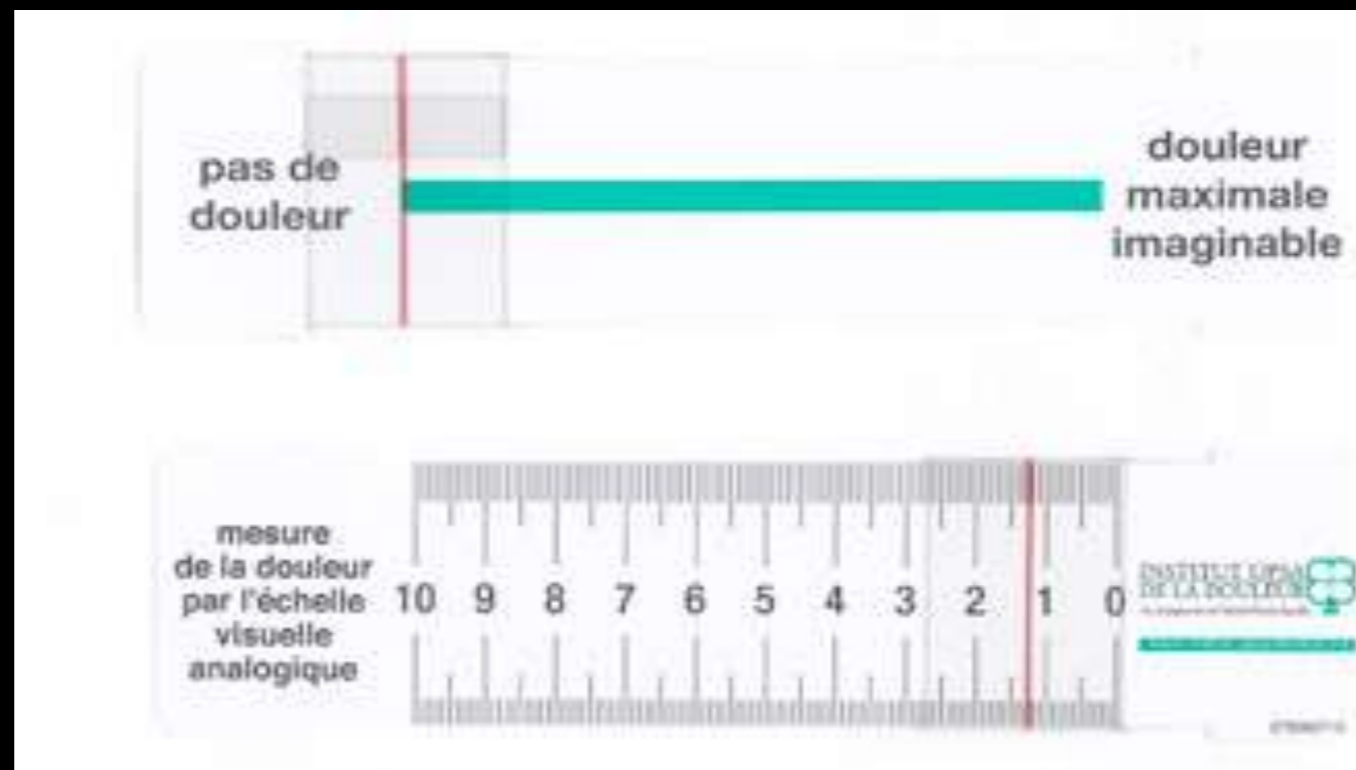 pas de
douleur
douleur
maximale
imaginable
mesure
de la douleur
par l'échelle
visuelle
analogique
10 9 8 7 6 5 4 3 2 1 0
INSTITUT UPSA
DE LA DOULEUR